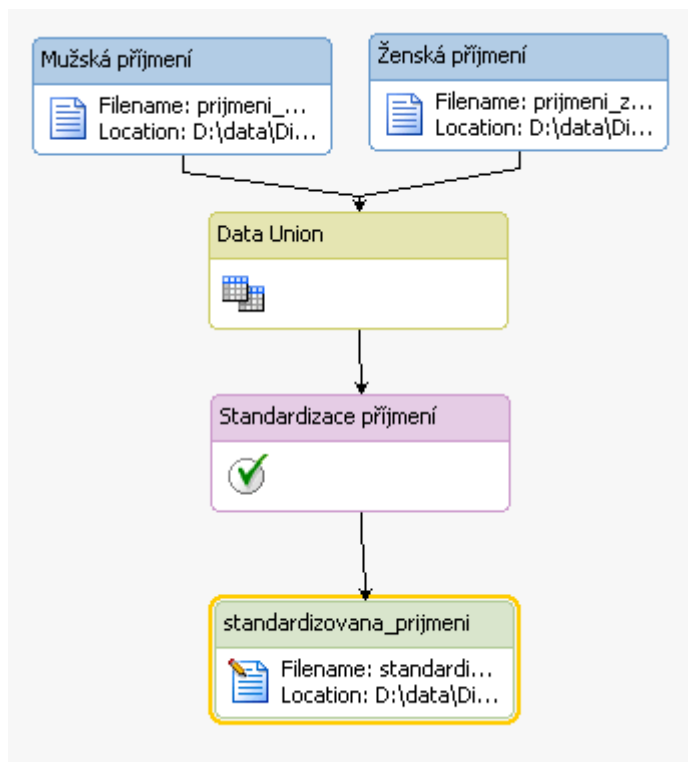 Mužská příjmení
Filename: prijmeni_...
Location: D:\data\Di...
Ženská příjmení
Filename: prijmeni_z...
Location: D:\data\Di...
Data Union
Standardizace příjmení
standardizovana_prijmeni
Filename: standardi...
Location: D:\data\Di...